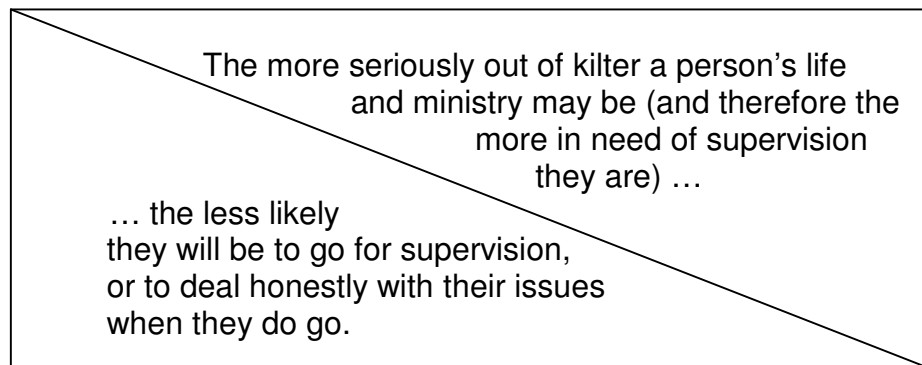 The more seriously out of kilter a person’s life
and ministry may be (and therefore the
more in need of supervision
they are) …
… the less likely
they will be to go for supervision,
or to deal honestly with their issues
when they do go.